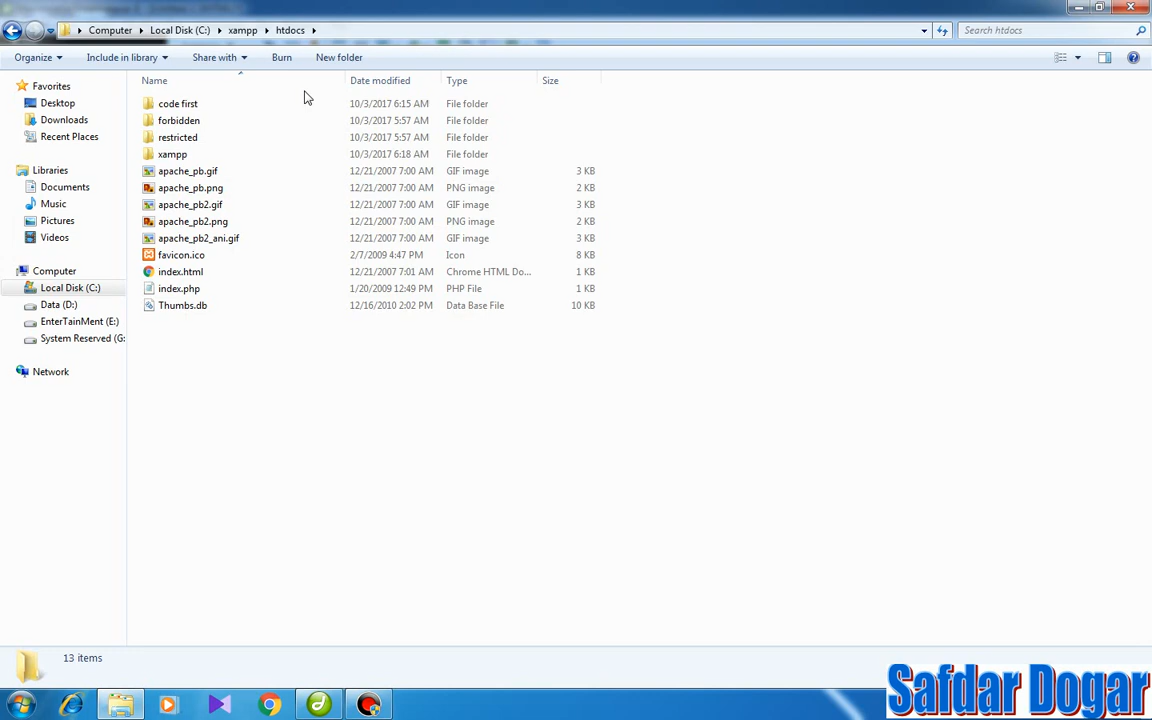 Computer Local Disk (C:) xampp htdocs Search htdocs
Organize Include in library Share with Burn New folder
Name Date modified Type Size
Favorites
Desktop
Downloads
Recent Places
Libraries
Documents
Music
Pictures
Videos
Computer
Local Disk (C:)
Data (D:)
EnterTainMent (E:)
System Reserved (G:
Network
code first 10/3/2017 6:15 AM File folder
forbidden 10/3/2017 5:57 AM File folder
restricted 10/3/2017 5:57 AM File folder
xampp 10/3/2017 6:18 AM File folder
apache_pb.gif 12/21/2007 7:00 AM GIF image 3 KB
apache_pb.png 12/21/2007 7:00 AM PNG image 2 KB
apache_pb2.gif 12/21/2007 7:00 AM GIF image 3 KB
apache_pb2.png 12/21/2007 7:00 AM PNG image 2 KB
apache_pb2_ani.gif 12/21/2007 7:00 AM GIF image 3 KB
favicon.ico 2/7/2009 4:47 PM Icon 8 KB
index.html 12/21/2007 7:01 AM Chrome HTML Do... 1 KB
index.php 1/20/2009 12:49 PM PHP File 1 KB
Thumbs.db 12/16/2010 2:02 PM Data Base File 10 KB
13 items
Safdar Dogar